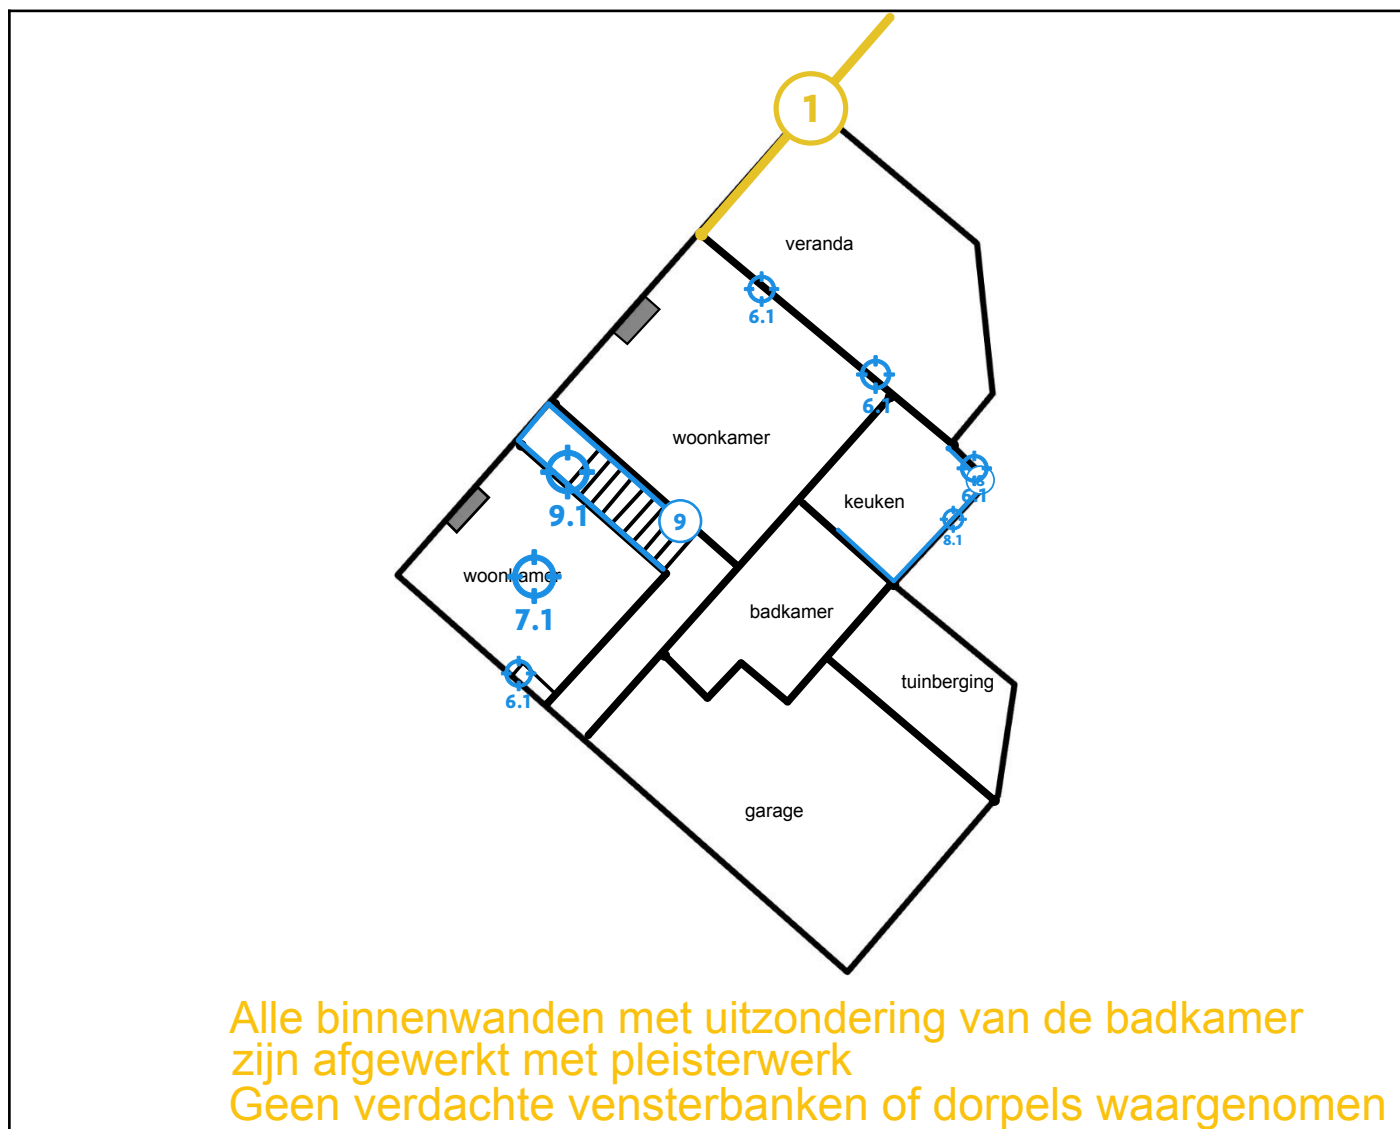 1
veranda
6.1
6.1
woonkamer
keuken
6.1
8.1
9
9.1
woonkamer
7.1
badkamer
6.1
tuinberging
garage
Alle binnenwanden met uitzondering van de badkamer
zijn afgewerkt met pleisterwerk
Geen verdachte vensterbanken of dorpels waargenomen